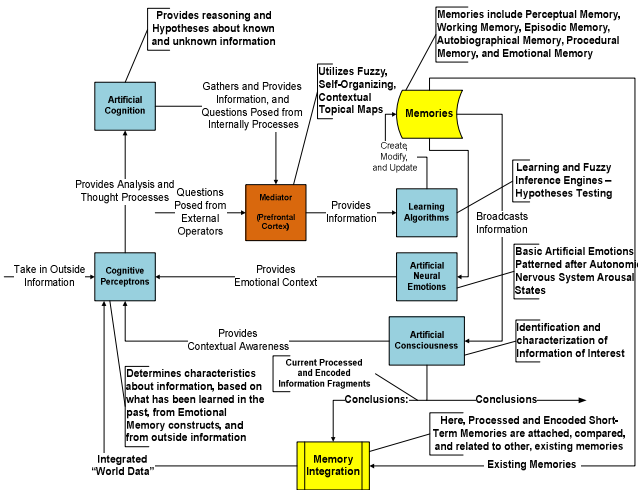 Provides reasoning and
Hypotheses about known
and unknown information
Memories include Perceptual Memory,
Working Memory, Episodic Memory,
Autobiographical Memory, Procedural
Memory, and Emotional Memory
Artificial
Cognition
Gathers and Provides
Information, and
Questions Posed from
Internally Processes
Utilizes Fuzzy,
Self-Organizing,
Contextual
Topical Maps
Memories
Create,
Modify,
and Update
Provides Analysis and
Thought Processes
Questions
Posed from
External
Operators
Mediator
(Prefrontal
Cortex)
Provides
Information
Learning
Algorithms
Learning and Fuzzy
Inference Engines –
Hypotheses Testing
Broadcasts
Information
Take in Outside
Information
Cognitive
Perceptrons
Provides
Emotional Context
Artificial
Neural
Emotions
Basic Artificial Emotions
Patterned after Autonomic
Nervous System Arousal
States
Provides
Contextual Awareness
Artificial
Consciousness
Identification and
characterization of
Information of Interest
Current Processed
and Encoded
Information Fragments
Determines characteristics
about information, based on
what has been learned in the
past, from Emotional
Memory constructs, and
from outside information
Conclusions:
Conclusions
Here, Processed and Encoded Short-
Term Memories are attached, compared,
and related to other, existing memories
Integrated
"World Data"
Memory
Integration
Existing Memories